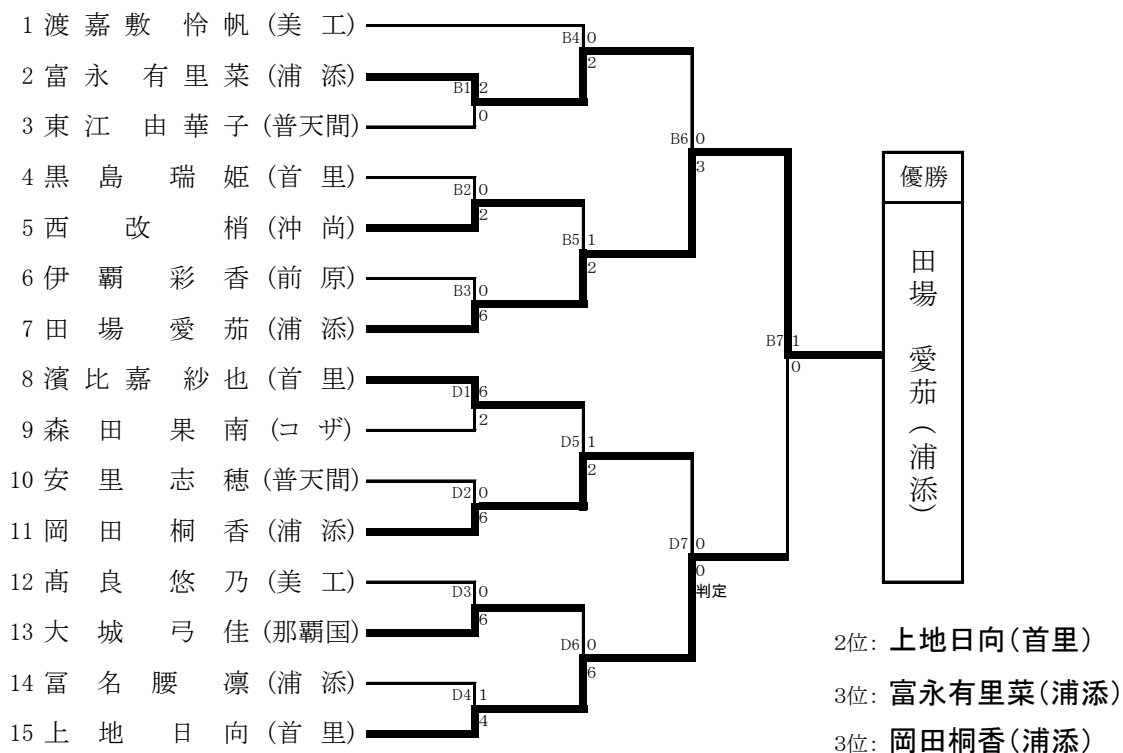 1 渡嘉敷 怜帆 (美 工)
B4 0
2
2 富永 有里菜 (浦 添)
B1 2
0
3 東江 由華子 (普天間)
B6 0
3
4 黒島 瑞姫 (首 里)
B2 0
2
5 西 改 梢 (沖 尚)
B5 1
2
6 伊覇 彩香 (前 原)
B3 0
6
7 田場 愛茄 (浦 添)
B7 1
0
8 濱比嘉 紗也 (首 里)
D1 6
2
9 森田 果南 (コ ザ)
D5 1
2
10 安里 志穂 (普天間)
D2 0
6
11 岡田 桐香 (浦 添)
D7 0
0
判定
12 髙良 悠乃 (美 工)
D3 0
6
13 大城 弓佳 (那覇国)
D6 0
6
14 冨名腰 凛 (浦 添)
D4 1
4
15 上地 日向 (首 里)
優勝
田場 愛茄(浦添)
2位: 上地日向(首里)
3位: 富永有里菜(浦添)
3位: 岡田桐香(浦添)